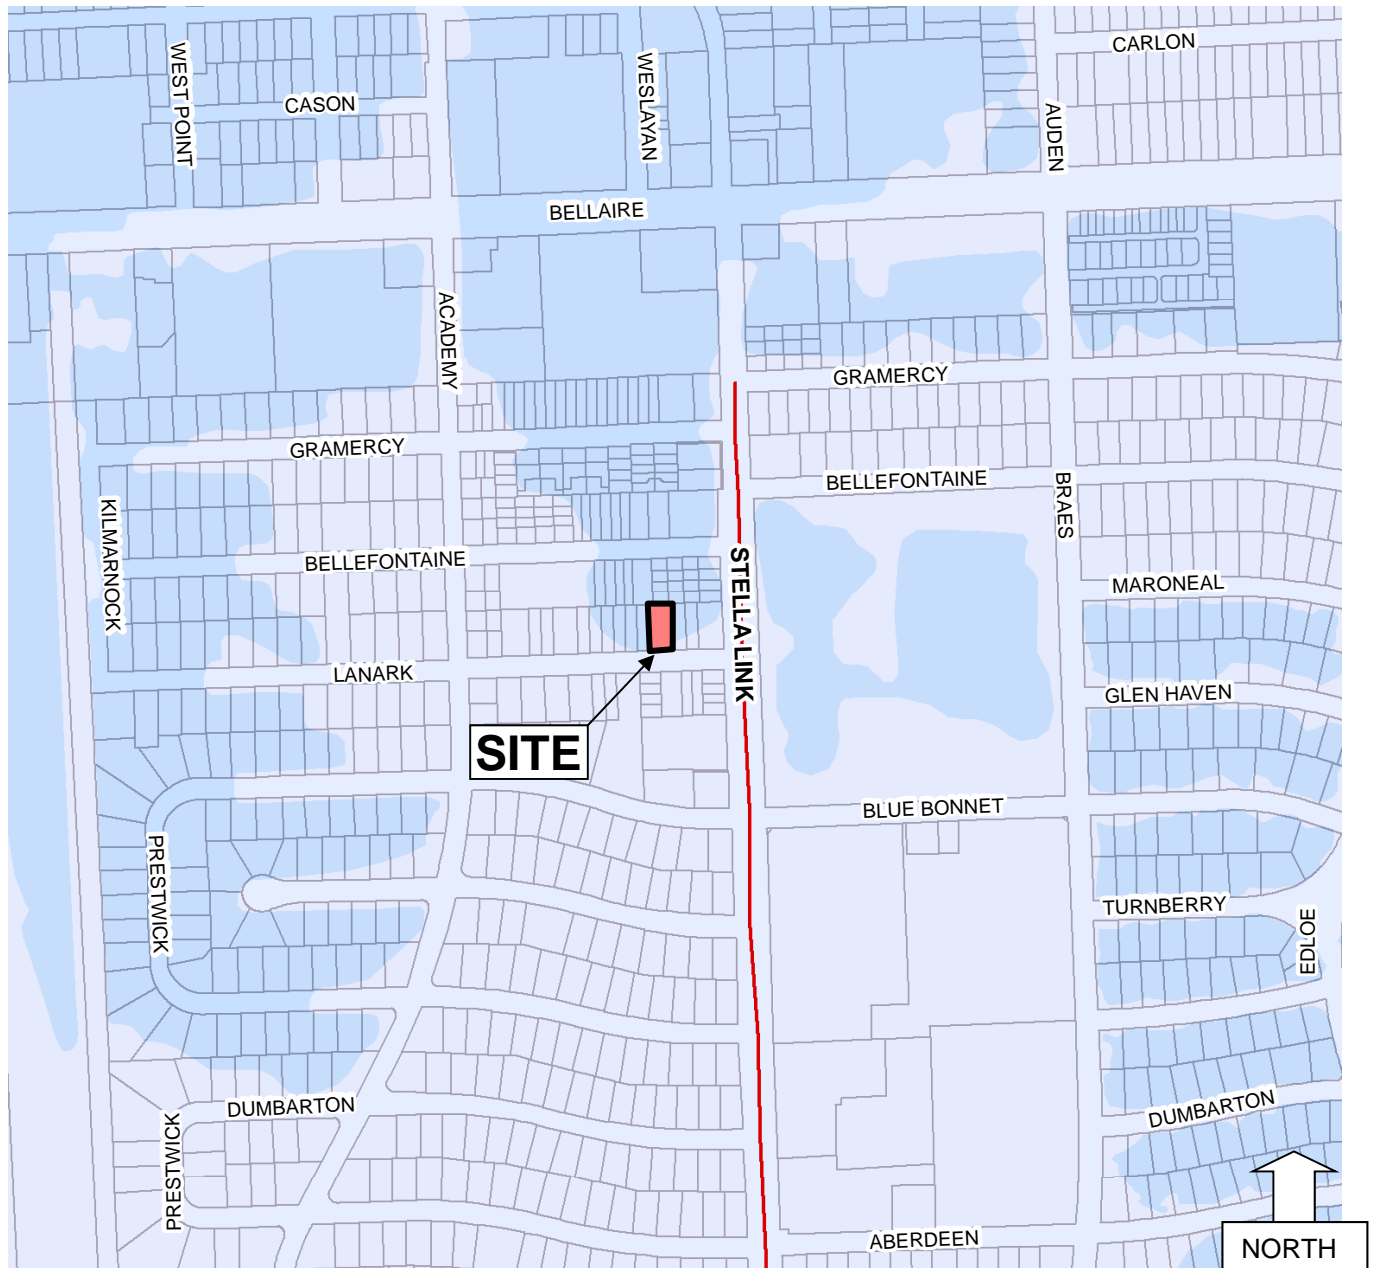 CARLON
WEST POINT
WESLAYAN
CASON
AUDEN
BELLAIRE
ACADEMY
GRAMERCY
GRAMERCY
BELLEFONTAINE
BRAES
KILMARNOCK
BELLEFONTAINE
STELLA LINK
MARONEAL
LANARK
GLEN HAVEN
SITE
BLUE BONNET
PRESTWICK
TURNBERRY
EDLOE
DUMBARTON
DUMBARTON
PRESTWICK
ABERDEEN
NORTH